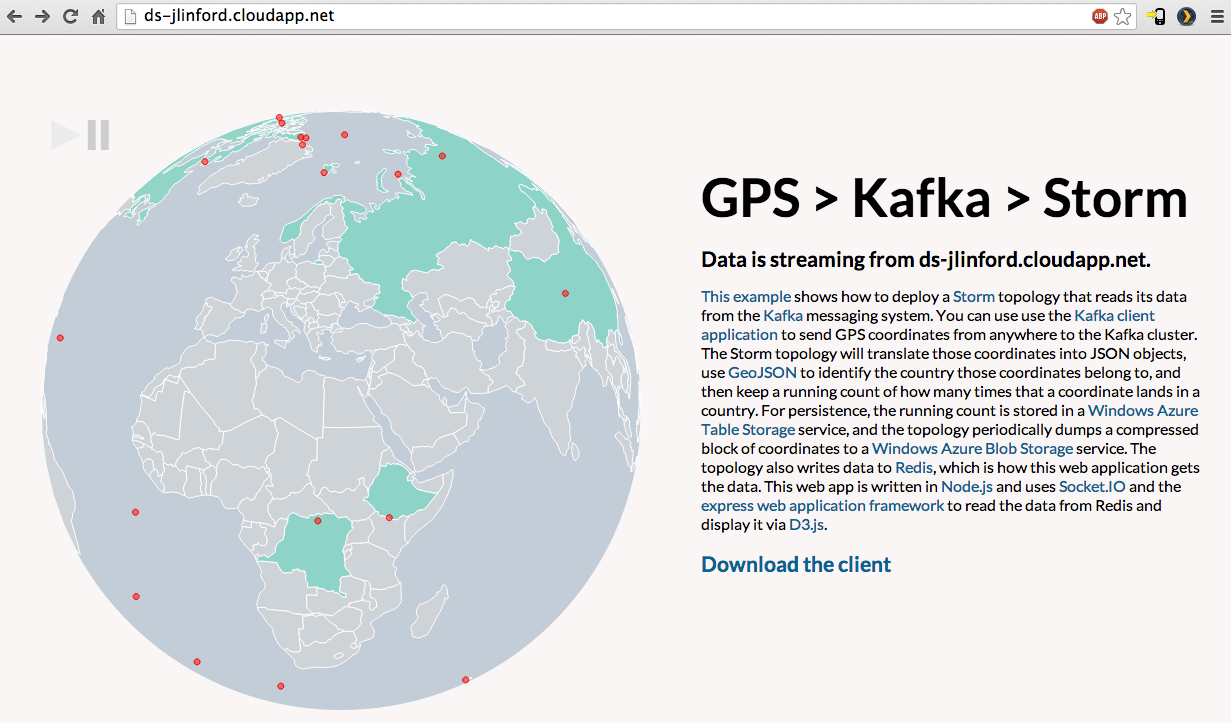 ds-jlinford.cloudapp.net
ABP
GPS > Kafka > Storm
Data is streaming from ds-jlinford.cloudapp.net.
This example shows how to deploy a Storm topology that reads its data
from the Kafka messaging system. You can use use the Kafka client
application to send GPS coordinates from anywhere to the Kafka cluster.
The Storm topology will translate those coordinates into JSON objects,
use GeoJSON to identify the country those coordinates belong to, and
then keep a running count of how many times that a coordinate lands in a
country. For persistence, the running count is stored in a Windows Azure
Table Storage service, and the topology periodically dumps a compressed
block of coordinates to a Windows Azure Blob Storage service. The
topology also writes data to Redis, which is how this web application gets
the data. This web app is written in Node.js and uses Socket.IO and the
express web application framework to read the data from Redis and
display it via D3.js.
Download the client